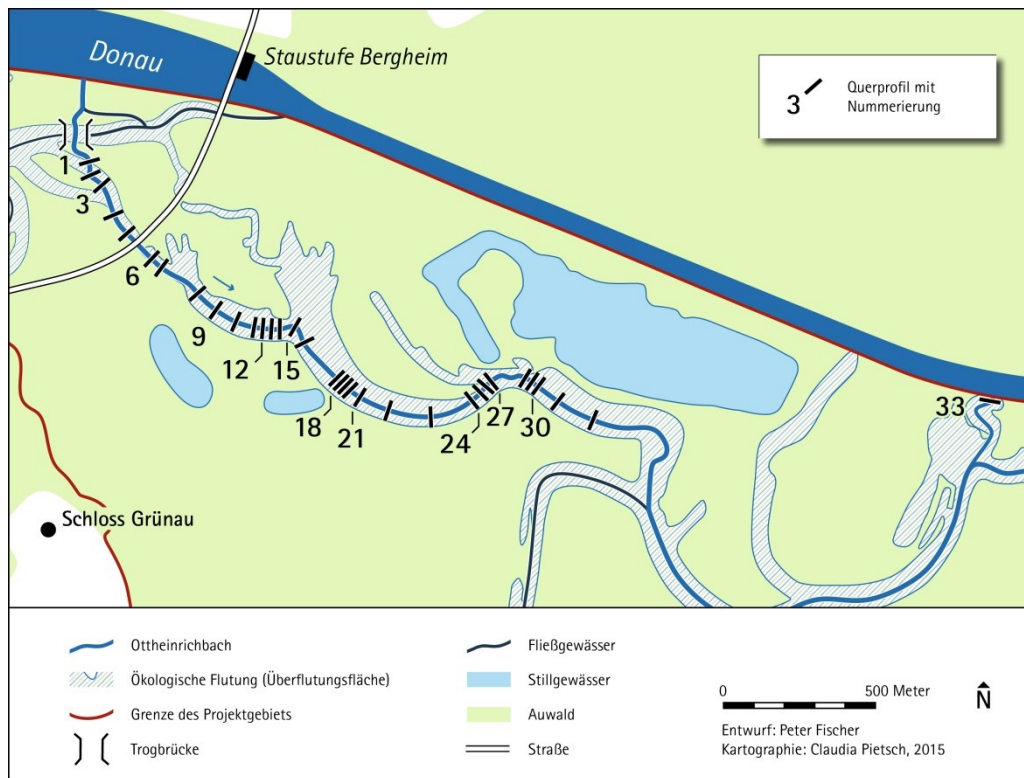 Donau
Staustufe Bergheim
3
Querprofil mit
Nummerierung
1
3
6
9
12
15
18
21
24
27
30
33
Schloss Grünau
Ottheinrichbach
Ökologische Flutung (Überflutungsfläche)
Grenze des Projektgebiets
Trogbrücke
Fließgewässer
Stillgewässer
Auwald
Straße
0 500 Meter
N
Entwurf: Peter Fischer
Kartographie: Claudia Pietsch, 2015